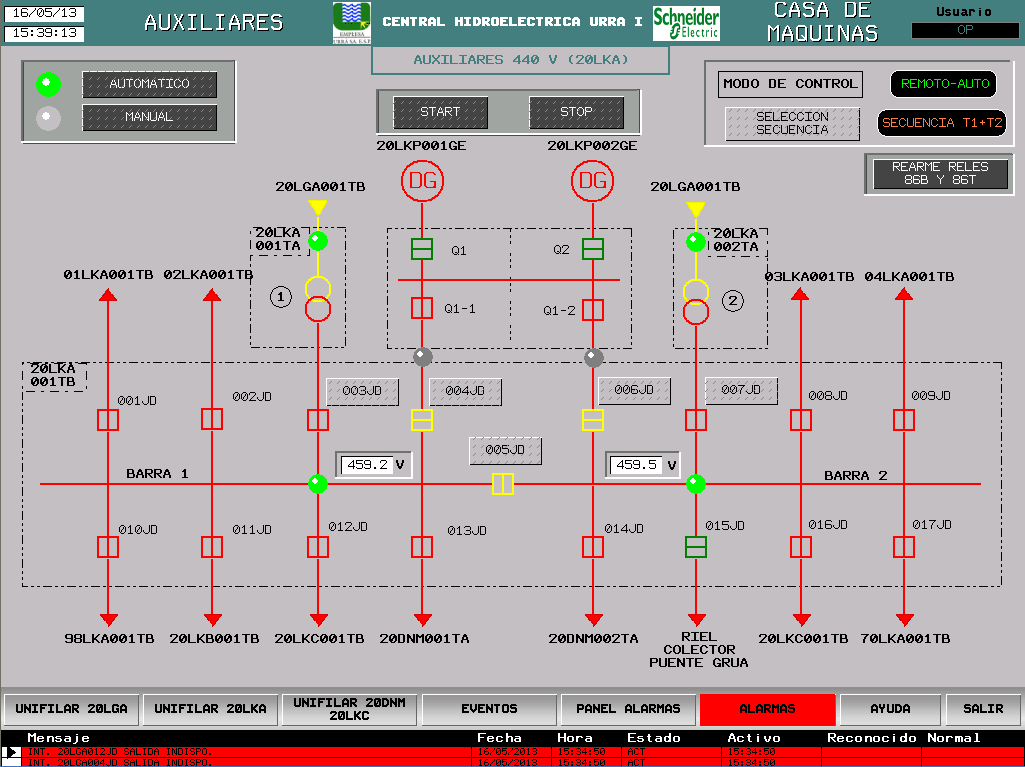 16/05/13
15:39:13
AUXILIARES
EMPRESA
URRA S.A. E.S.P.
CENTRAL HIDROELECTRICA URRA I
Schneider
Electric
CASA DE
MAQUINAS
Usuario
OP
AUXILIARES 440 V (20LKA)
AUTOMATICO
MANUAL
START
STOP
MODO DE CONTROL
REMOTO-AUTO
SELECCION
SECUENCIA
SECUENCIA T1+T2
REARME RELES
86B Y 86T
20LKP001GE
20LKP002GE
DG
DG
20LGA001TB
20LGA001TB
20LKA
001TA
20LKA
002TA
Q1
Q2
01LKA001TB
02LKA001TB
03LKA001TB
04LKA001TB
1
2
Q1-1
Q1-2
20LKA
001TB
001JD
002JD
003JD
004JD
006JD
007JD
008JD
009JD
005JD
459.2 V
459.5 V
BARRA 1
BARRA 2
010JD
011JD
012JD
013JD
014JD
015JD
016JD
017JD
98LKA001TB
20LKB001TB
20LKC001TB
20DNM001TA
20DNM002TA
RIEL
COLECTOR
PUENTE GRUA
20LKC001TB
70LKA001TB
UNIFILAR 20LGA
UNIFILAR 20LKA
UNIFILAR 20DNM
20LKC
EVENTOS
PANEL ALARMAS
ALARMAS
AYUDA
SALIR
Mensaje Fecha Hora Estado Activo Reconocido Normal
INT. 20LGA012JD SALIDA INDISPO. 16/05/2013 15:34:50 ACT 15:34:50
INT. 20LGA004JD SALIDA INDISPO. 16/05/2013 15:34:50 ACT 15:34:50